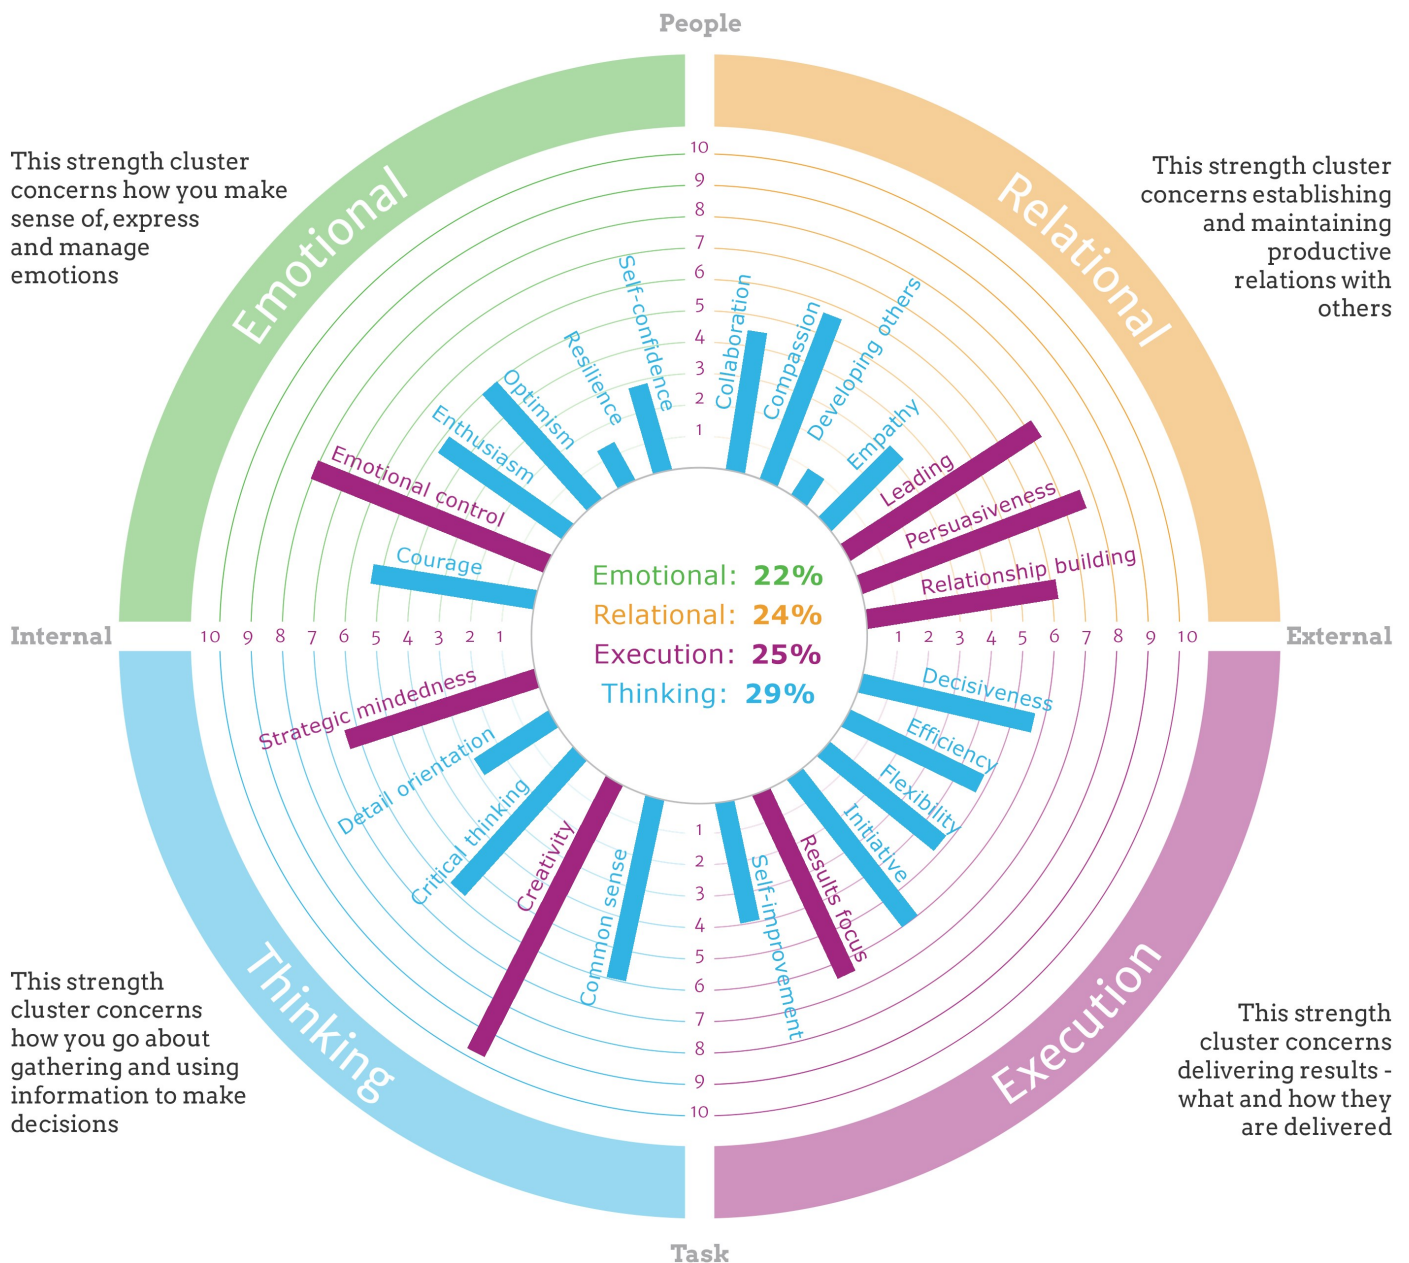 People
This strength cluster
concerns how you make
sense of, express
and manage
emotions
This strength cluster
concerns establishing
and maintaining
productive
relations with
others
Emotional
Relational
10
9
8
7
6
5
4
3
2
1
Courage
Emotional control
Enthusiasm
Optimism
Resilience
Self-confidence
Collaboration
Compassion
Developing others
Empathy
Leading
Persuasiveness
Relationship building
Emotional: 22%
Relational: 24%
Execution: 25%
Thinking: 29%
Internal
10 9 8 7 6 5 4 3 2 1
1 2 3 4 5 6 7 8 9 10
External
Decisiveness
Efficiency
Flexibility
Initiative
Results focus
Self-improvement
Common sense
Creativity
Critical thinking
Detail orientation
Strategic mindedness
1
2
3
4
5
6
7
8
9
10
Thinking
Execution
This strength
cluster concerns
how you go about
gathering and using
information to make
decisions
This strength
cluster concerns
delivering results -
what and how they
are delivered
Task